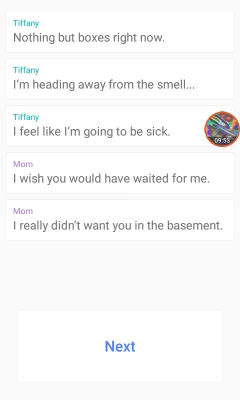 Tiffany
Nothing but boxes right now.
Tiffany
I'm heading away from the smell...
Tiffany
I feel like I'm going to be sick.
09:53
Mom
I wish you would have waited for me.
Mom
I really didn't want you in the basement.
Next